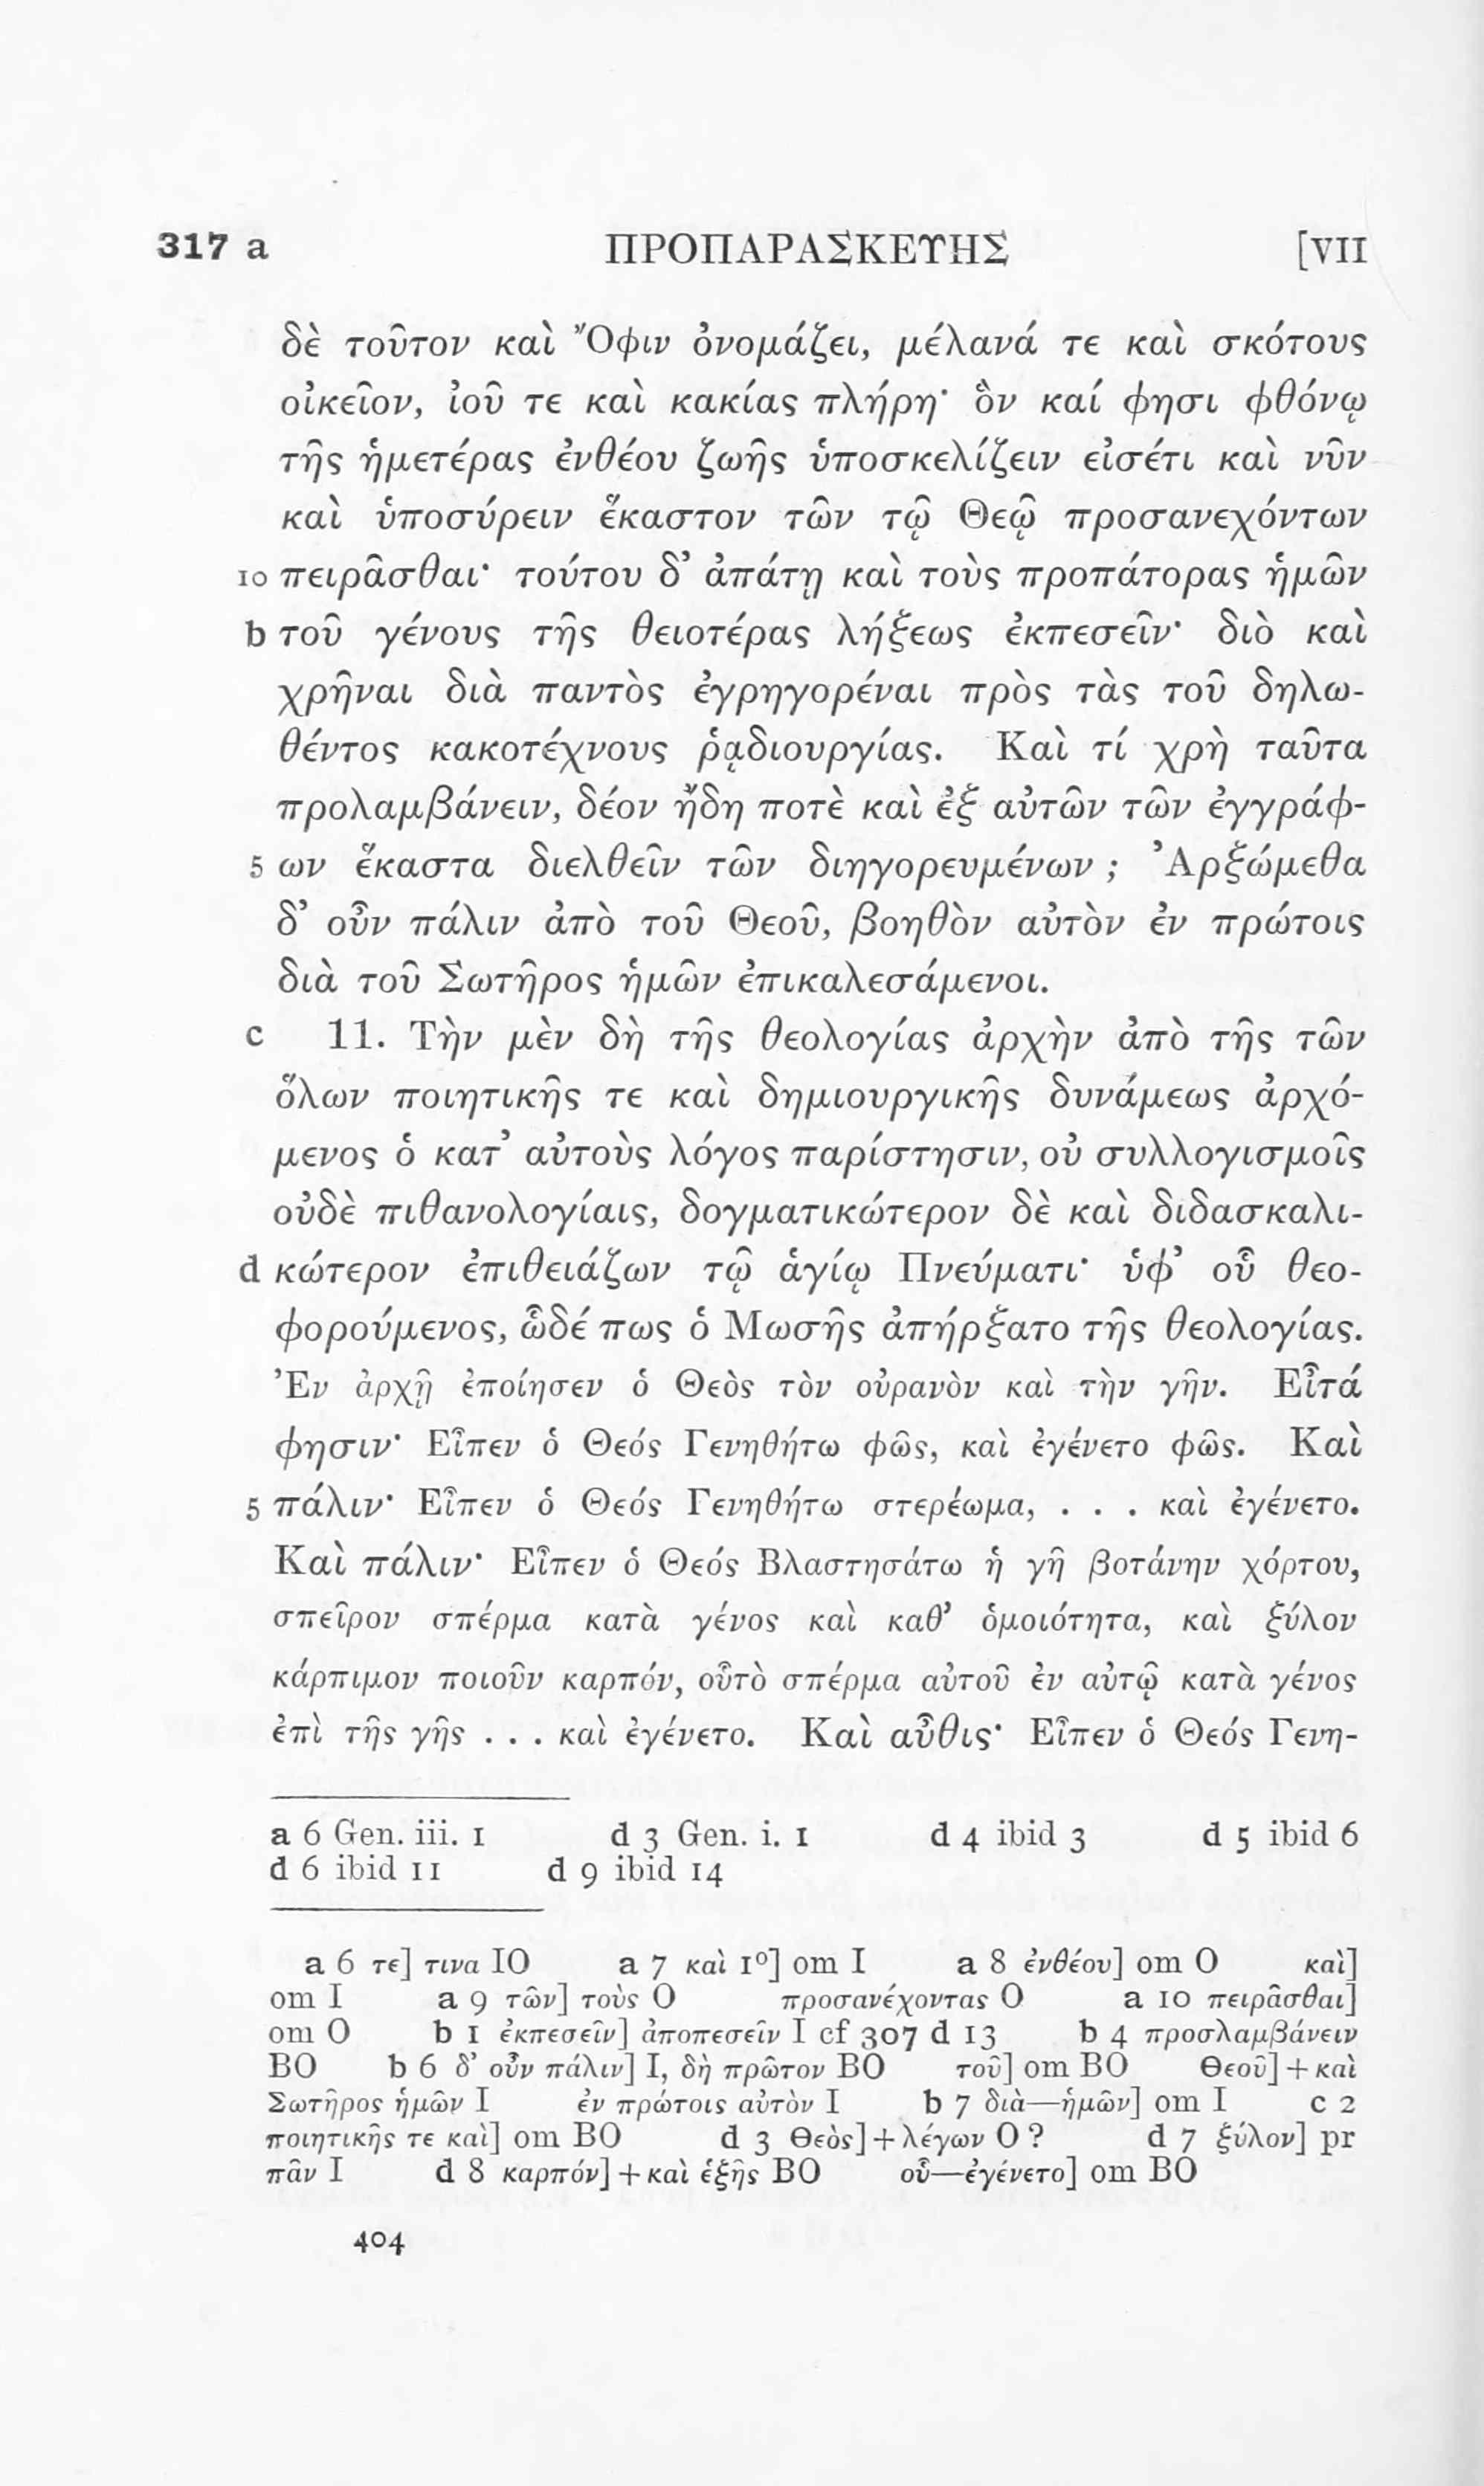 317 a ΠΡΟΠΑΡΑΣΚΕΥΗΣ [VII
δὲ τοῦτον καὶ Ὄφιν ὀνομάζει, μέλανά τε καὶ σκότους
οἰκεῖον, ἰοῦ τε καὶ κακίας πλήρη· ὃν καί φησι φθόνῳ
τῆς ἡμετέρας ἐνθέου ζωῆς ὑποσκελίζειν εἰσέτι καὶ νῦν
καὶ ὑποσύρειν ἕκαστον τῶν τῷ Θεῷ προσανεχόντων
10 πειρᾶσθαι· τούτου δ’ ἀπάτῃ καὶ τοὺς προπάτορας ἡμῶν
b τοῦ γένους τῆς θειοτέρας λήξεως ἐκπεσεῖν· διὸ καὶ
χρῆναι διὰ παντὸς ἐγρηγορέναι πρὸς τὰς τοῦ δηλω-
θέντος κακοτέχνους ῥᾳδιουργίας. Καὶ τί χρὴ ταῦτα
προλαμβάνειν, δέον ἤδη ποτὲ καὶ ἐξ αὐτῶν τῶν ἐγγράφ-
5 ων ἕκαστα διελθεῖν τῶν διηγορευμένων ; Ἀρξώμεθα
δ’ οὖν πάλιν ἀπὸ τοῦ Θεοῦ, βοηθὸν αὐτὸν ἐν πρώτοις
διὰ τοῦ Σωτῆρος ἡμῶν ἐπικαλεσάμενοι.
c 11. Τὴν μὲν δὴ τῆς θεολογίας ἀρχὴν ἀπὸ τῆς τῶν
ὅλων ποιητικῆς τε καὶ δημιουργικῆς δυνάμεως ἀρχό-
μενος ὁ κατ’ αὐτοὺς λόγος παρίστησιν, οὐ συλλογισμοῖς
οὐδὲ πιθανολογίαις, δογματικώτερον δὲ καὶ διδασκαλι-
d κώτερον ἐπιθειάζων τῷ ἁγίῳ Πνεύματι· ὑφ’ οὗ θεο-
φορούμενος, ὧδέ πως ὁ Μωσῆς ἀπήρξατο τῆς θεολογίας.
Ἐν ἀρχῇ ἐποίησεν ὁ Θεὸς τὸν οὐρανὸν καὶ τὴν γῆν. Εἶτά
φησιν· Εἶπεν ὁ Θεός Γενηθήτω φῶς, καὶ ἐγένετο φῶς. Καὶ
5 πάλιν· Εἶπεν ὁ Θεός Γενηθήτω στερέωμα, . . . καὶ ἐγένετο.
Καὶ πάλιν· Εἶπεν ὁ Θεός Βλαστησάτω ἡ γῆ βοτάνην χόρτου,
σπεῖρον σπέρμα κατὰ γένος καὶ καθ’ ὁμοιότητα, καὶ ξύλον
κάρπιμον ποιοῦν καρπόν, οὗτὸ σπέρμα αὐτοῦ ἐν αὐτῷ κατὰ γένος
ἐπὶ τῆς γῆς . . . καὶ ἐγένετο. Καὶ αὖθις· Εἶπεν ὁ Θεός Γενη-
a 6 Gen. iii. 1 d 3 Gen. i. 1 d 4 ibid 3 d 5 ibid 6
d 6 ibid 11 d 9 ibid 14
a 6 τε] τινα IO a 7 καὶ 1º] om I a 8 ἐνθέου] om O καὶ]
om I a 9 τῶν] τοὺς O προσανέχοντας O a 10 πειρᾶσθαι]
om O b 1 ἐκπεσεῖν] ἀποπεσεῖν I cf 307 d 13 b 4 προσλαμβάνειν
BO b 6 δ’ οὖν πάλιν] I, δὴ πρῶτον BO τοῦ] om BO Θεοῦ] + καὶ
Σωτῆρος ἡμῶν I ἐν πρώτοις αὐτὸν I b 7 διὰ—ἡμῶν] om I c 2
ποιητικῆς τε καὶ] om BO d 3 Θεὸς] + λέγων O ? d 7 ξύλον] pr
πᾶν I d 8 καρπόν] + καὶ ἑξῆς BO οὗ—ἐγένετο] om BO
404